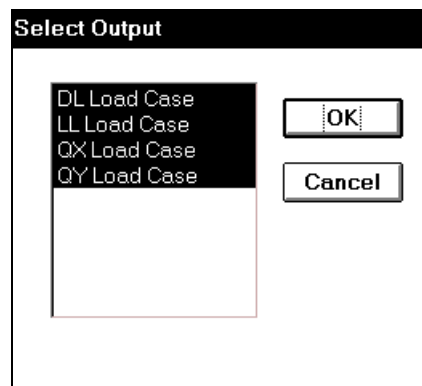 Select Output
DL Load Case
LL Load Case
QX Load Case
QY Load Case
OK
Cancel